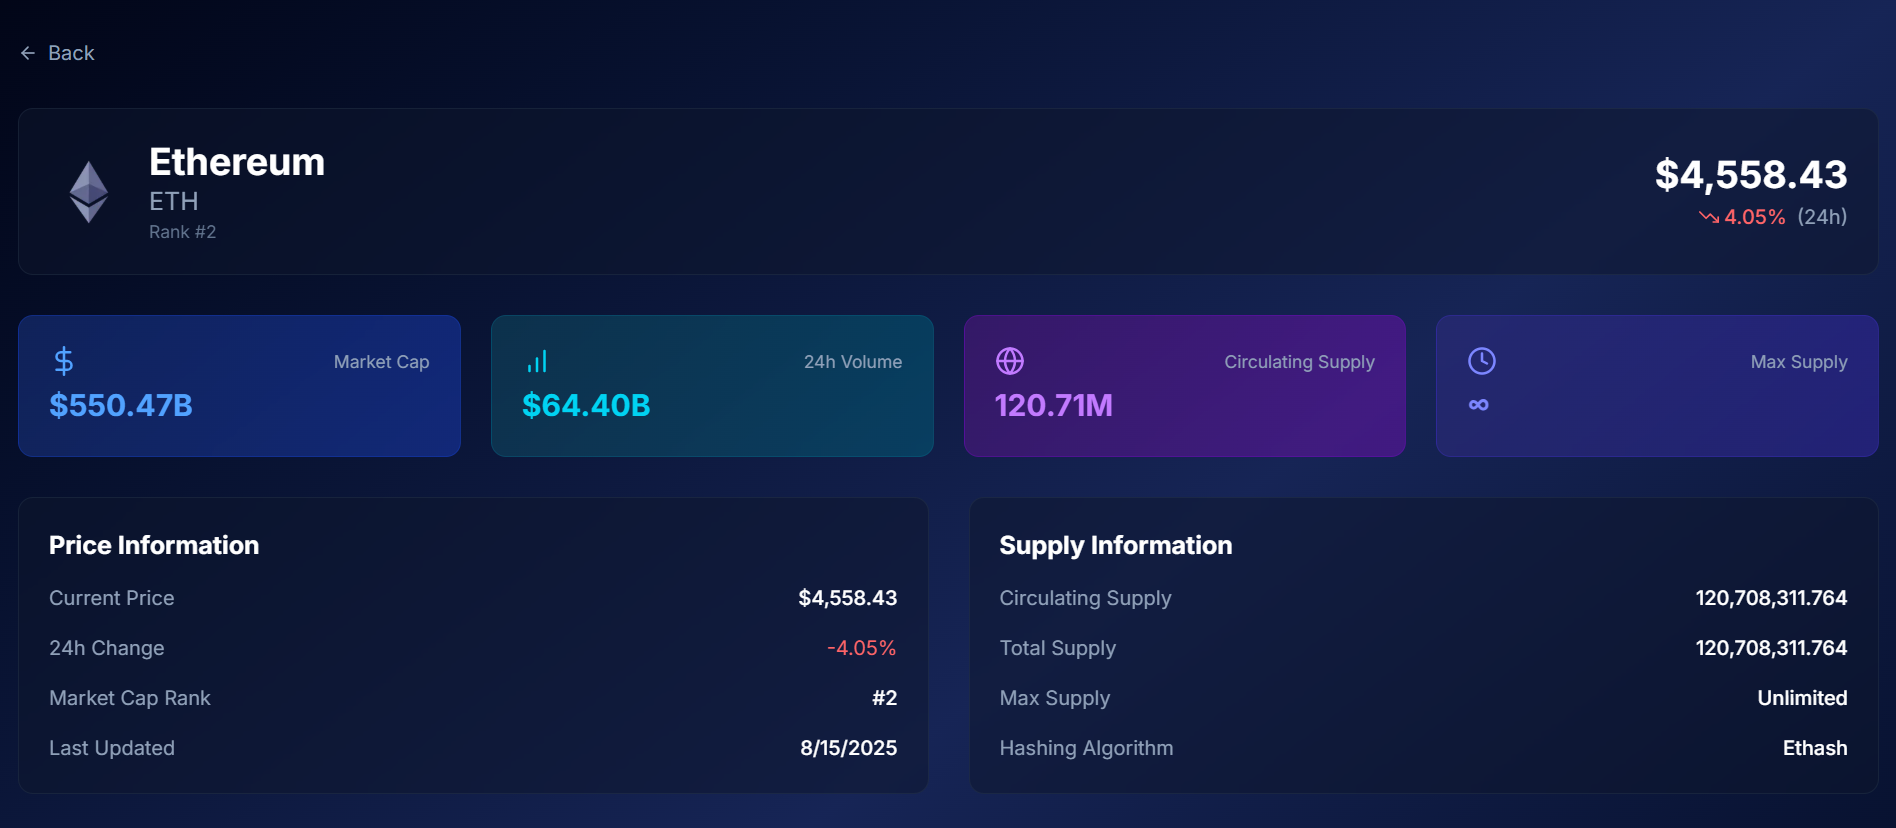 Back
Ethereum
ETH
Rank #2
$4,558.43
4.05% (24h)
Market Cap
$550.47B
24h Volume
$64.40B
Circulating Supply
120.71M
Max Supply
∞
Price Information
Current Price $4,558.43
24h Change -4.05%
Market Cap Rank #2
Last Updated 8/15/2025
Supply Information
Circulating Supply 120,708,311.764
Total Supply 120,708,311.764
Max Supply Unlimited
Hashing Algorithm Ethash